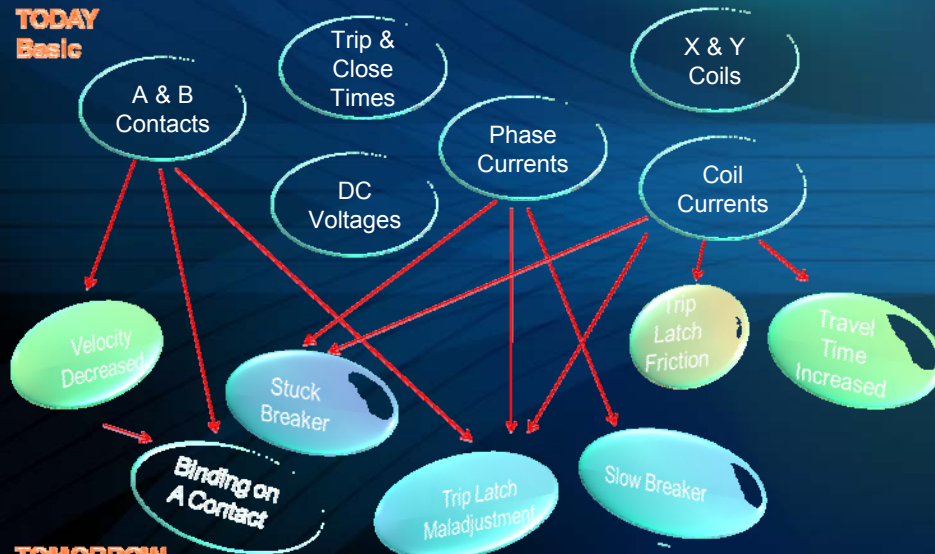 TODAY
Basic
Trip &
Close
Times
X & Y
Coils
A & B
Contacts
Phase
Currents
DC
Voltages
Coil
Currents
Velocity
Decreased
Stuck
Breaker
Trip
Latch
Friction
Travel
Time
Increased
Binding on
A Contact
Trip Latch
Maladjustment
Slow Breaker
TOMORROW